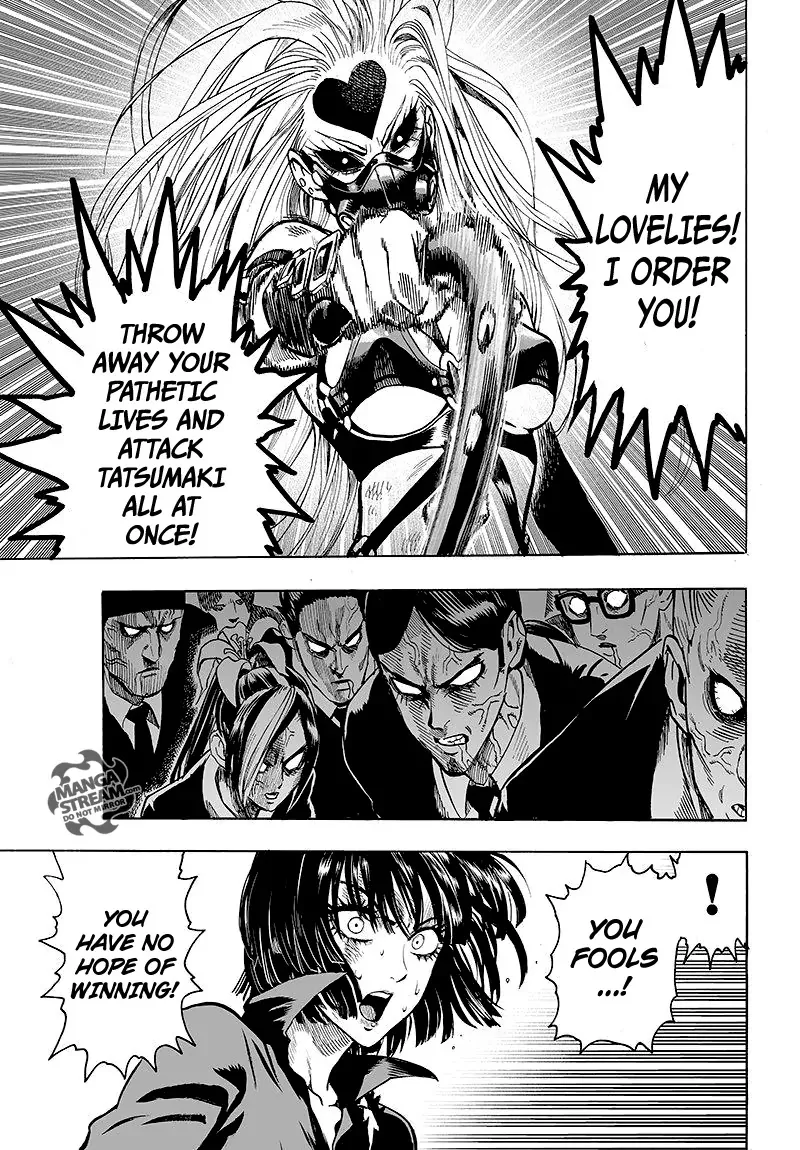 MY
LOVELIES!
I ORDER
YOU!
THROW
AWAY YOUR
PATHETIC
LIVES AND
ATTACK
TATSUMAKI
ALL AT
ONCE!
MANGA
STREAM.com
DO NOT MIRROR
!
YOU
FOOLS
...!
YOU
HAVE NO
HOPE OF
WINNING!